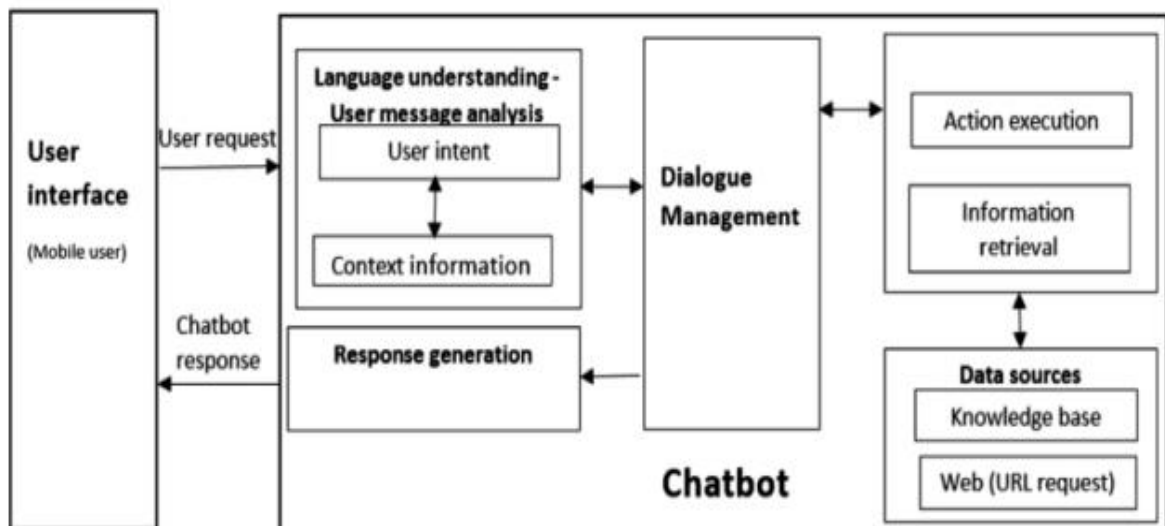 User
interface
(Mobile user)
User request
Chatbot
response
Language understanding -
User message analysis
User intent
Context information
Response generation
Dialogue
Management
Action execution
Information
retrieval
Data sources
Knowledge base
Web (URL request)
Chatbot